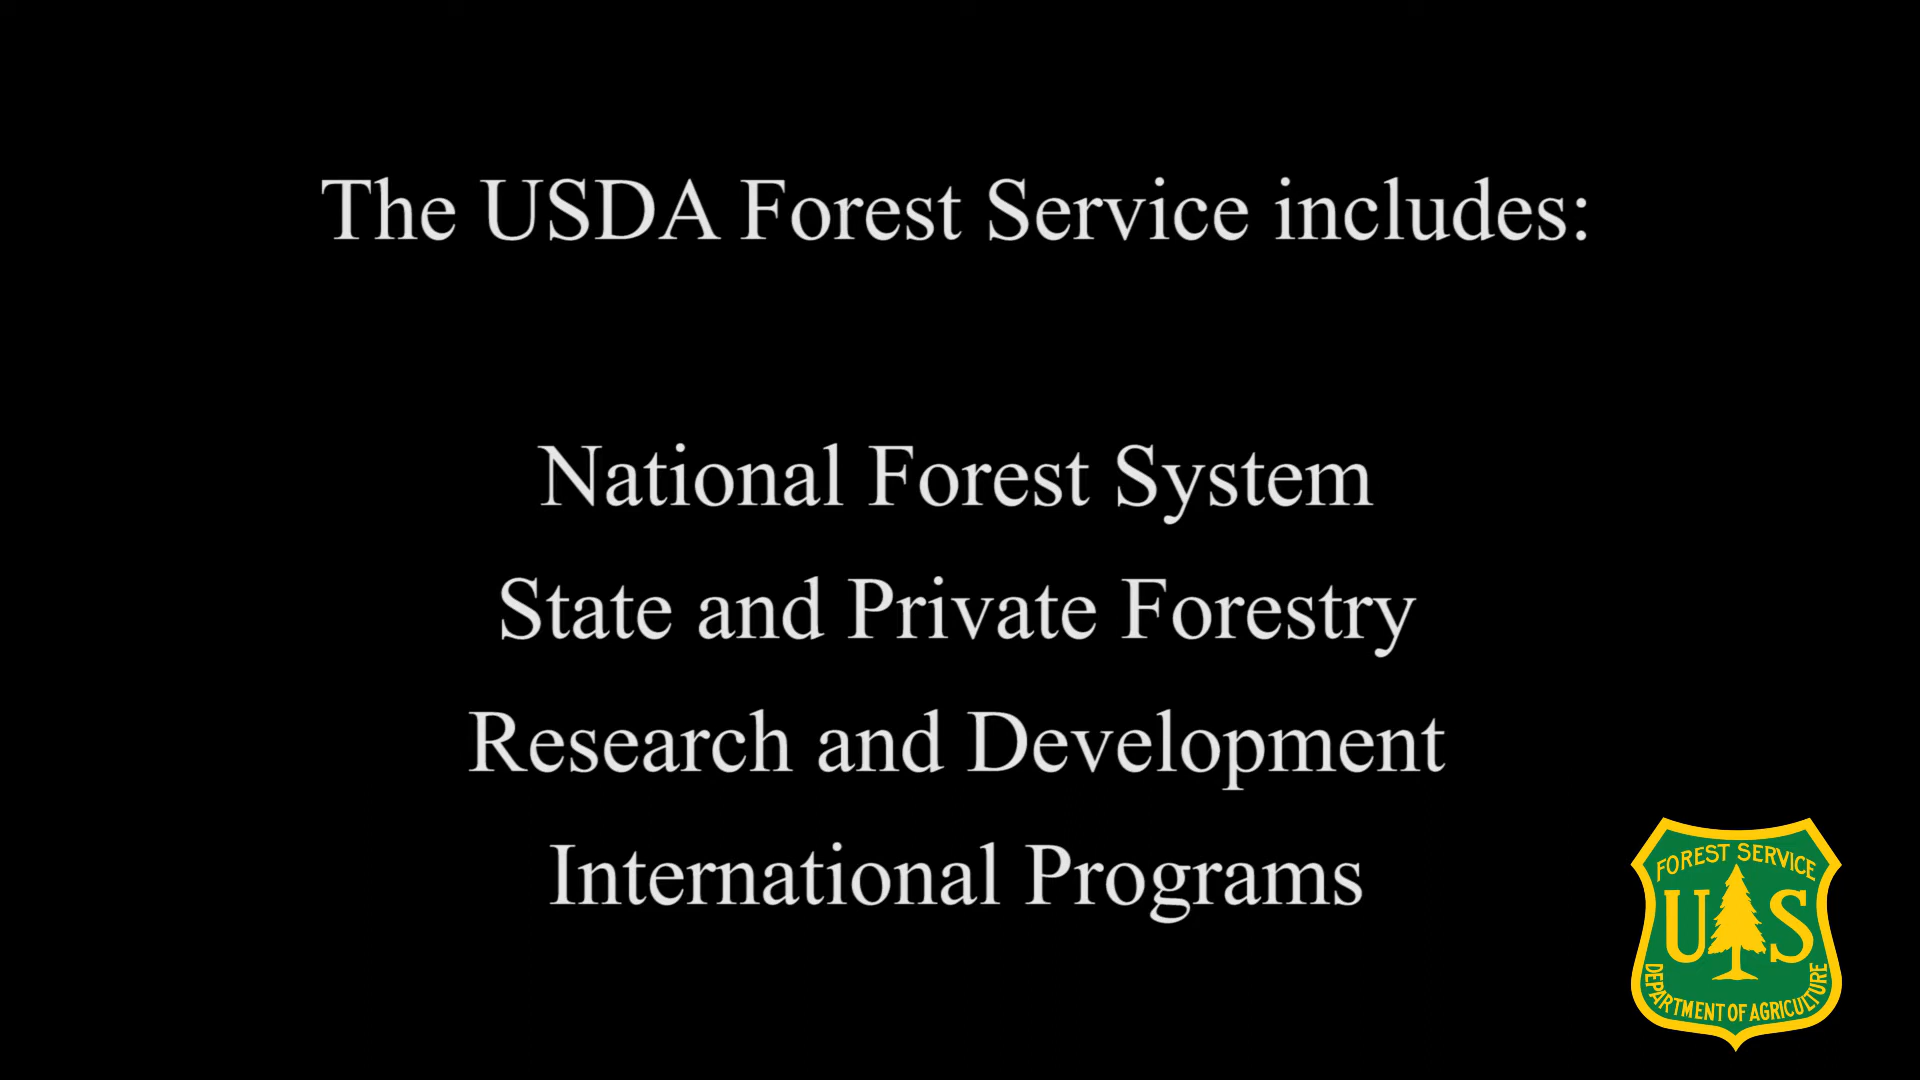 The USDA Forest Service includes:
National Forest System
State and Private Forestry
Research and Development
International Programs
FOREST SERVICE
U S
DEPARTMENT OF AGRICULTURE